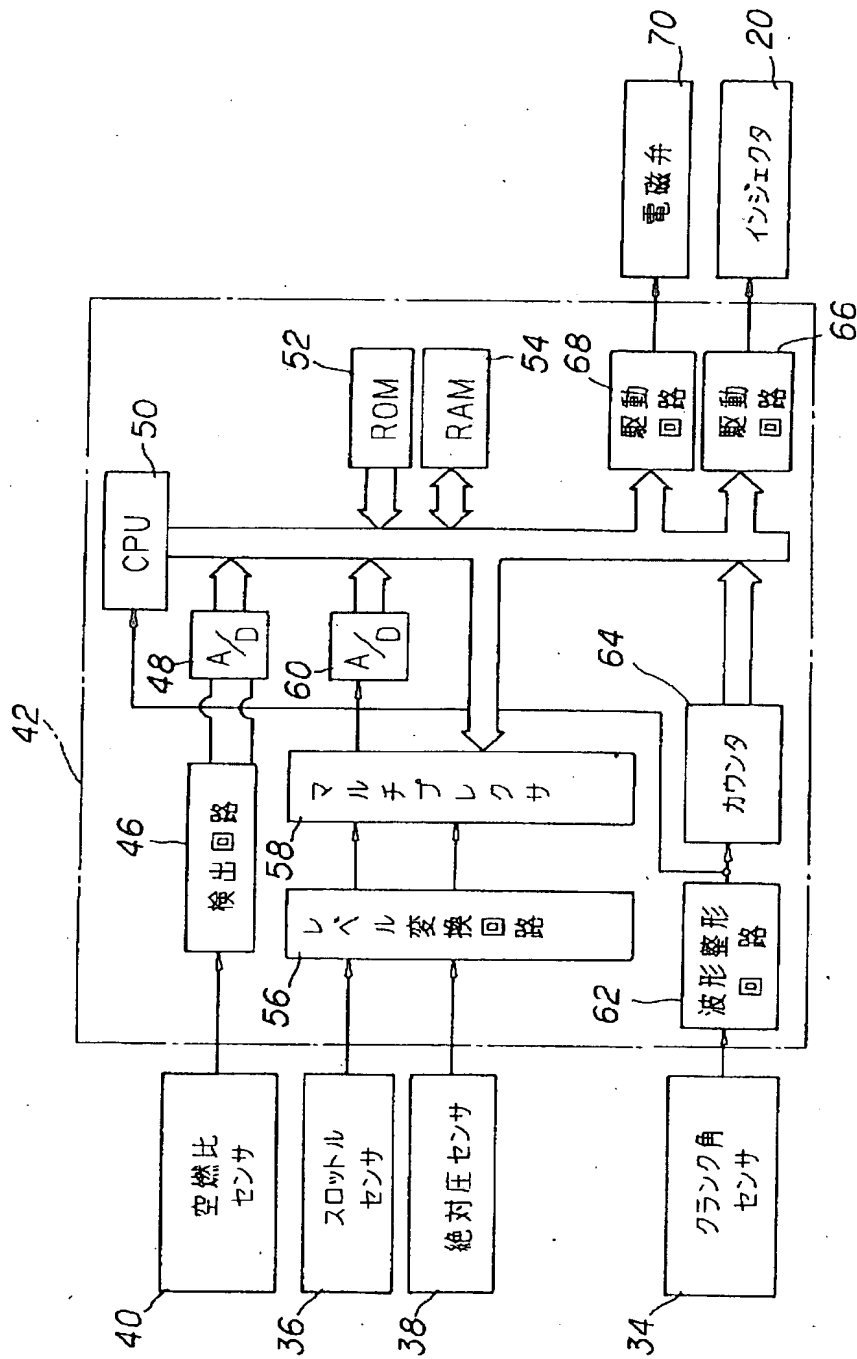 42
40
空燃比
センサ
46
検出回路
48
A/D
50
CPU
36
スロットル
センサ
38
絶対圧センサ
56
レベル変換回路
58
マルチプレクサ
60
A/D
52
ROM
54
RAM
34
クランク角
センサ
62
波形整形
回路
64
カウンタ
68
駆動
回路
66
駆動
回路
70
電磁弁
20
インジェクタ